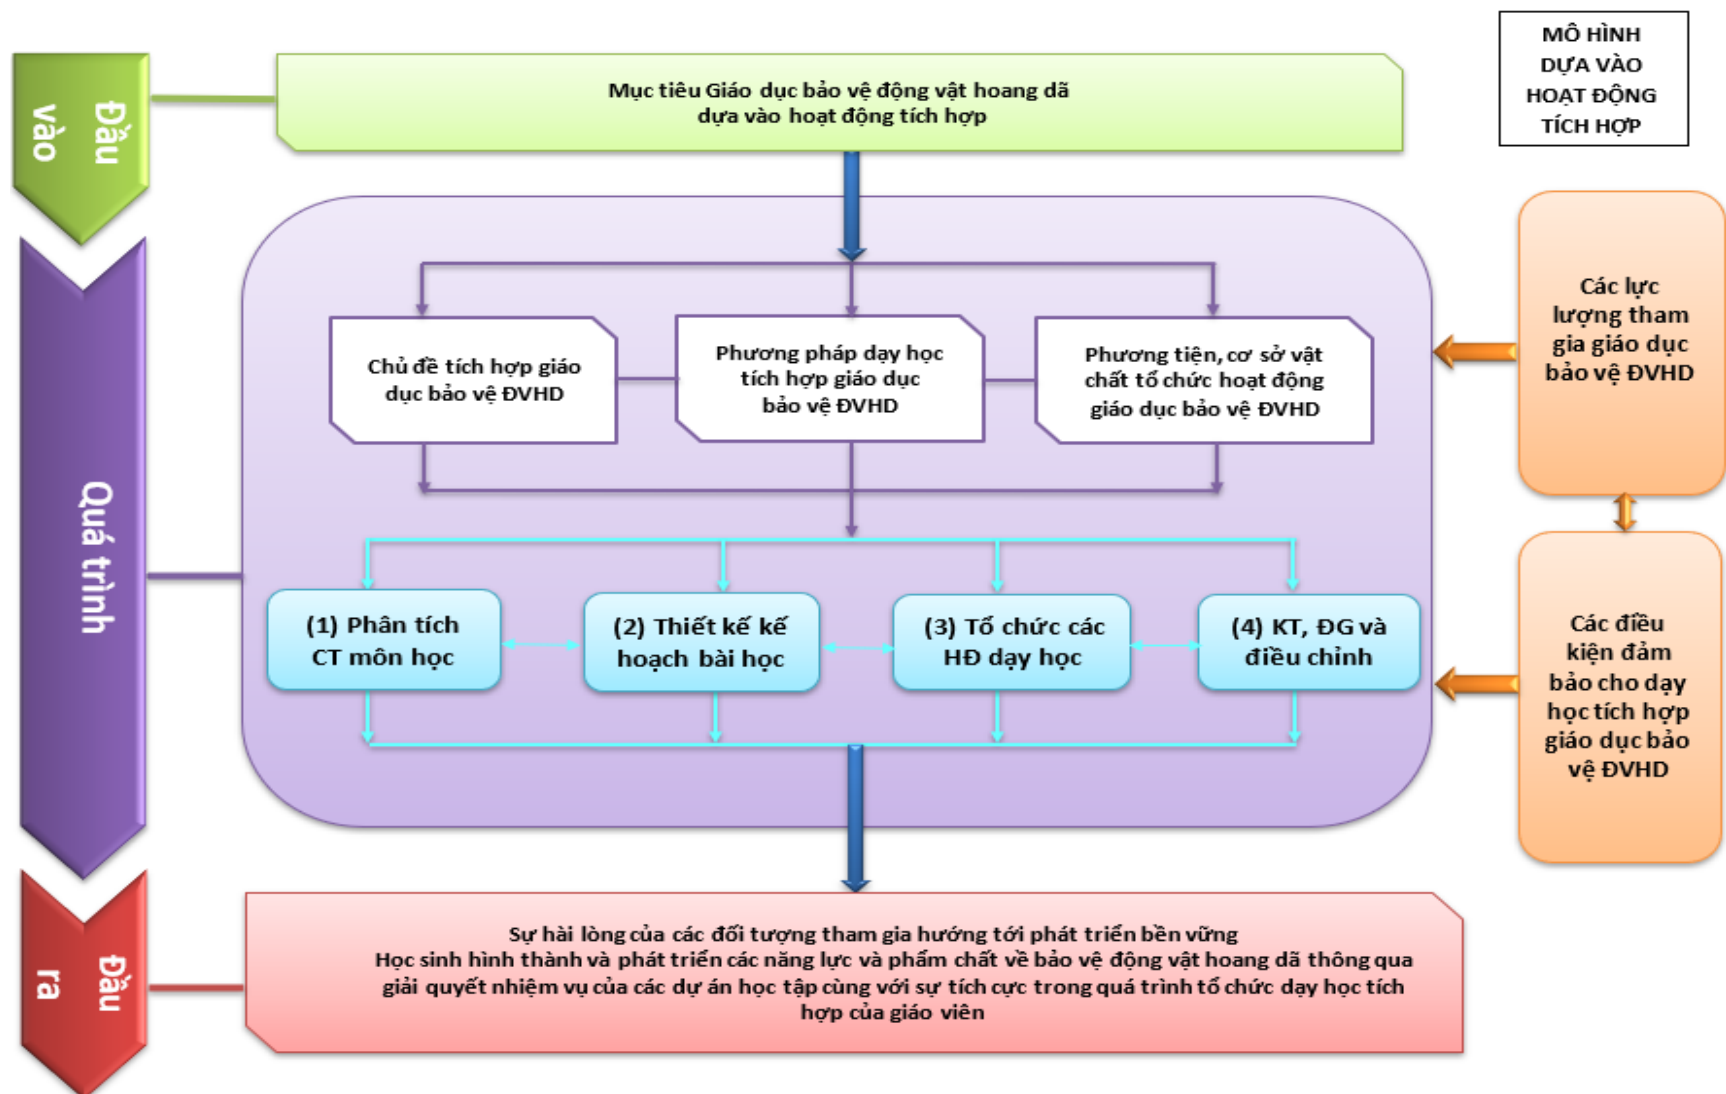 MÔ HÌNH
DỰA VÀO
HOẠT ĐỘNG
TÍCH HỢP
Đầu
vào
Mục tiêu Giáo dục bảo vệ động vật hoang dã
dựa vào hoạt động tích hợp
Quá trình
Chủ đề tích hợp giáo
dục bảo vệ ĐVHD
Phương pháp dạy học
tích hợp giáo dục
bảo vệ ĐVHD
Phương tiện, cơ sở vật
chất tổ chức hoạt động
giáo dục bảo vệ ĐVHD
Các lực
lượng tham
gia giáo dục
bảo vệ ĐVHD
(1) Phân tích
CT môn học
(2) Thiết kế kế
hoạch bài học
(3) Tổ chức các
HĐ dạy học
(4) KT, ĐG và
điều chỉnh
Các điều
kiện đảm
bảo cho dạy
học tích hợp
giáo dục bảo
vệ ĐVHD
Đầu
ra
Sự hài lòng của các đối tượng tham gia hướng tới phát triển bền vững
Học sinh hình thành và phát triển các năng lực và phẩm chất về bảo vệ động vật hoang dã thông qua
giải quyết nhiệm vụ của các dự án học tập cùng với sự tích cực trong quá trình tổ chức dạy học tích
hợp của giáo viên